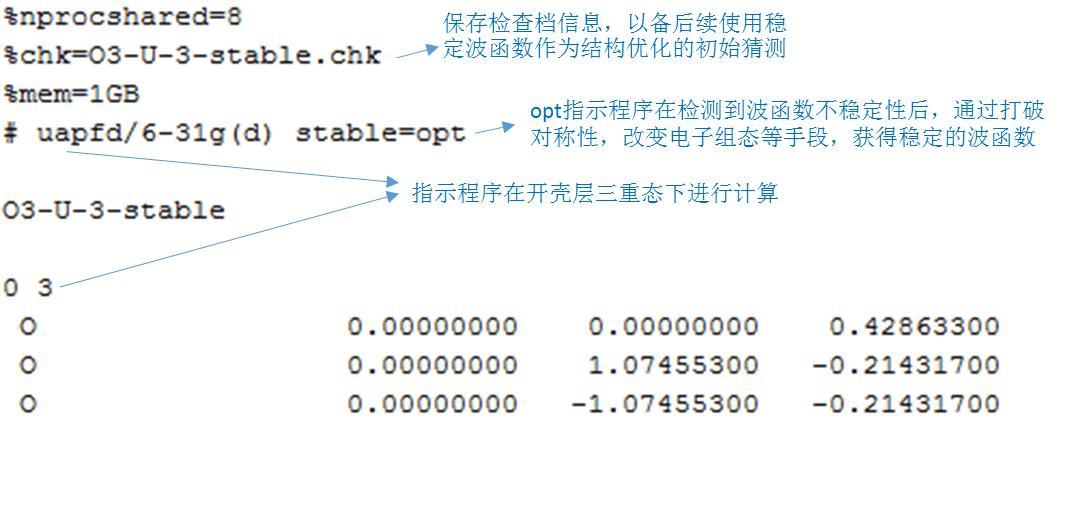 %nprocshared=8
%chk=O3-U-3-stable.chk
保存检查档信息，以备后续使用稳
定波函数作为结构优化的初始猜测
%mem=1GB
# uapfd/6-31g(d) stable=opt
opt指示程序在检测到波函数不稳定性后，通过打破
对称性，改变电子组态等手段，获得稳定的波函数
指示程序在开壳层三重态下进行计算
O3-U-3-stable
0 3
O 0.00000000 0.00000000 0.42863300
O 0.00000000 1.07455300 -0.21431700
O 0.00000000 -1.07455300 -0.21431700